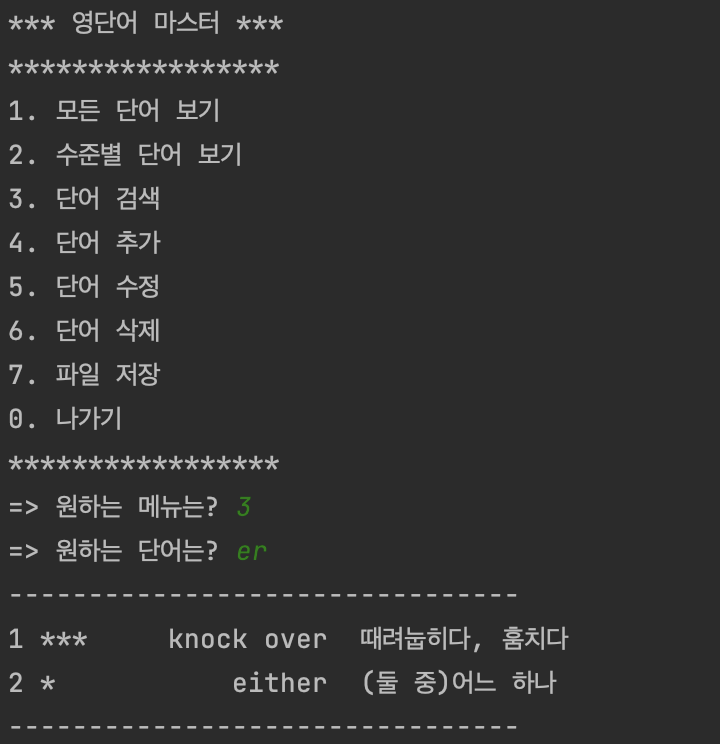 *** 영단어 마스터 ***
*****************
1. 모든 단어 보기
2. 수준별 단어 보기
3. 단어 검색
4. 단어 추가
5. 단어 수정
6. 단어 삭제
7. 파일 저장
0. 나가기
*****************
=> 원하는 메뉴는? 3
=> 원하는 단어는? er
--------------------------------
1 ***     knock over  때려눕히다, 훔치다
2 *           either  (둘 중)어느 하나
--------------------------------